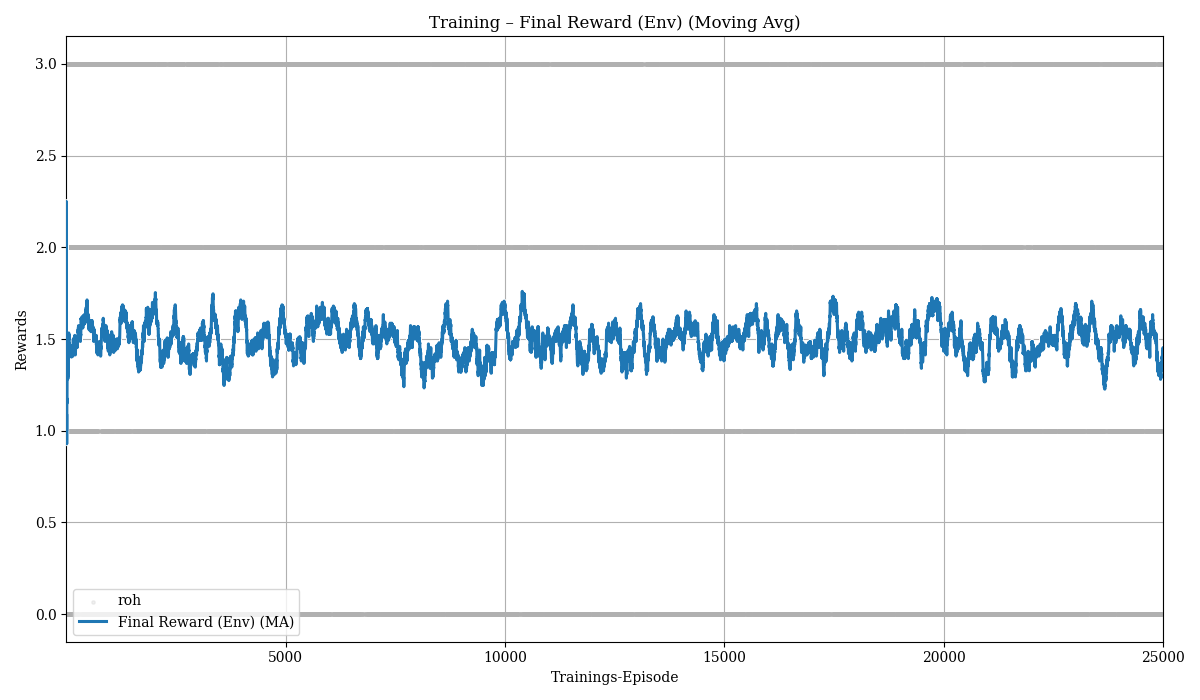 Training – Final Reward (Env) (Moving Avg)
Rewards
3.0
2.5
2.0
1.5
1.0
0.5
0.0
roh
Final Reward (Env) (MA)
5000
10000
15000
20000
25000
Trainings-Episode